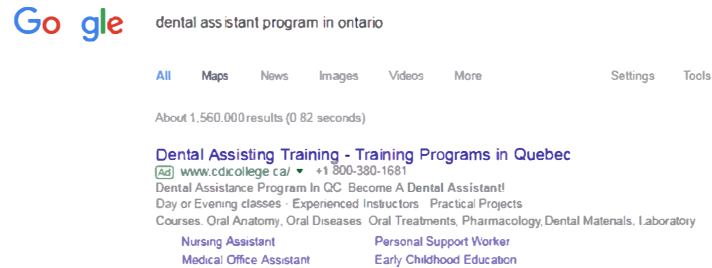 Go gle
dental assistant program in ontario
All Maps News Images Videos More Settings Tools
About 1,560,000 results (0 82 seconds)
Dental Assisting Training - Training Programs in Quebec
Ad www.cdicollege ca/ +1 800-380-1681
Dental Assistance Program In QC Become A Dental Assistant!
Day or Evening classes · Experienced Instructors Practical Projects
Courses. Oral Anatomy, Oral Diseases Oral Treatments, Pharmacology, Dental Materials, Laboratory
Nursing Assistant Personal Support Worker
Medical Office Assistant Early Childhood Education